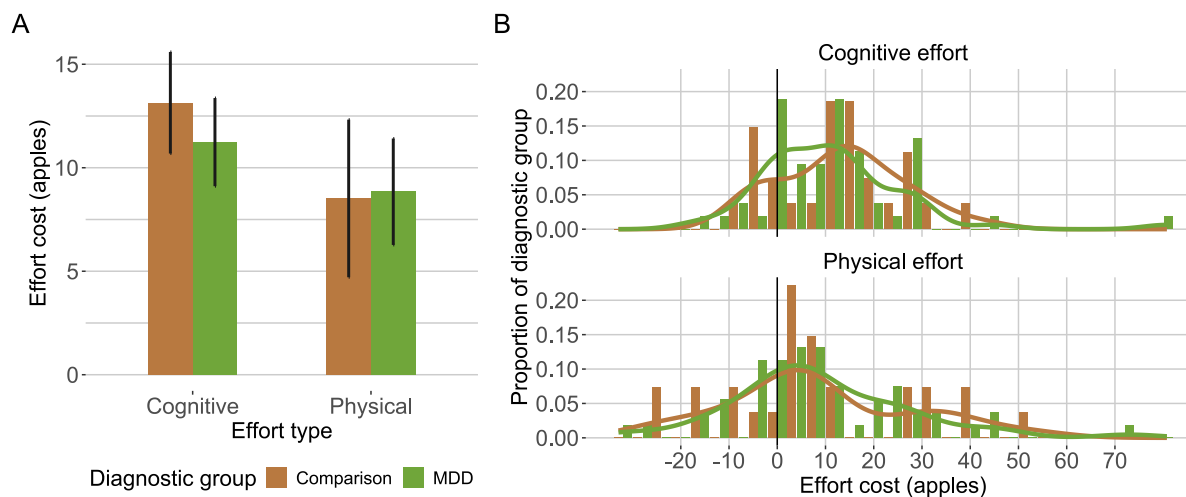 A
Effort cost (apples)
15
10
5
0
Cognitive
Physical
Effort type
Diagnostic group
Comparison
MDD
B
Proportion of diagnostic group
Cognitive effort
0.20
0.15
0.10
0.05
0.00
Physical effort
0.20
0.15
0.10
0.05
0.00
−20 −10 0 10 20 30 40 50 60 70
Effort cost (apples)